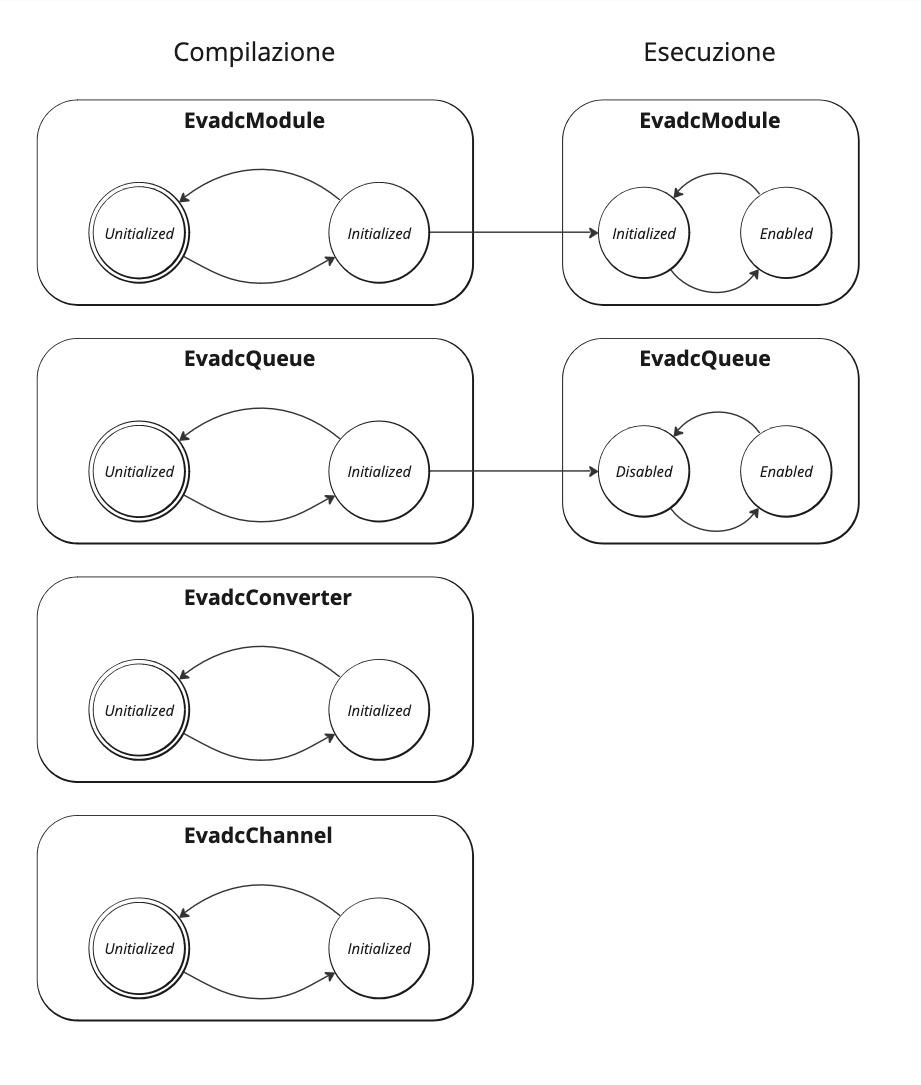 Compilazione
Esecuzione
EvadcModule
Unitialized
Initialized
EvadcModule
Initialized
Enabled
EvadcQueue
Unitialized
Initialized
EvadcQueue
Disabled
Enabled
EvadcConverter
Unitialized
Initialized
EvadcChannel
Unitialized
Initialized